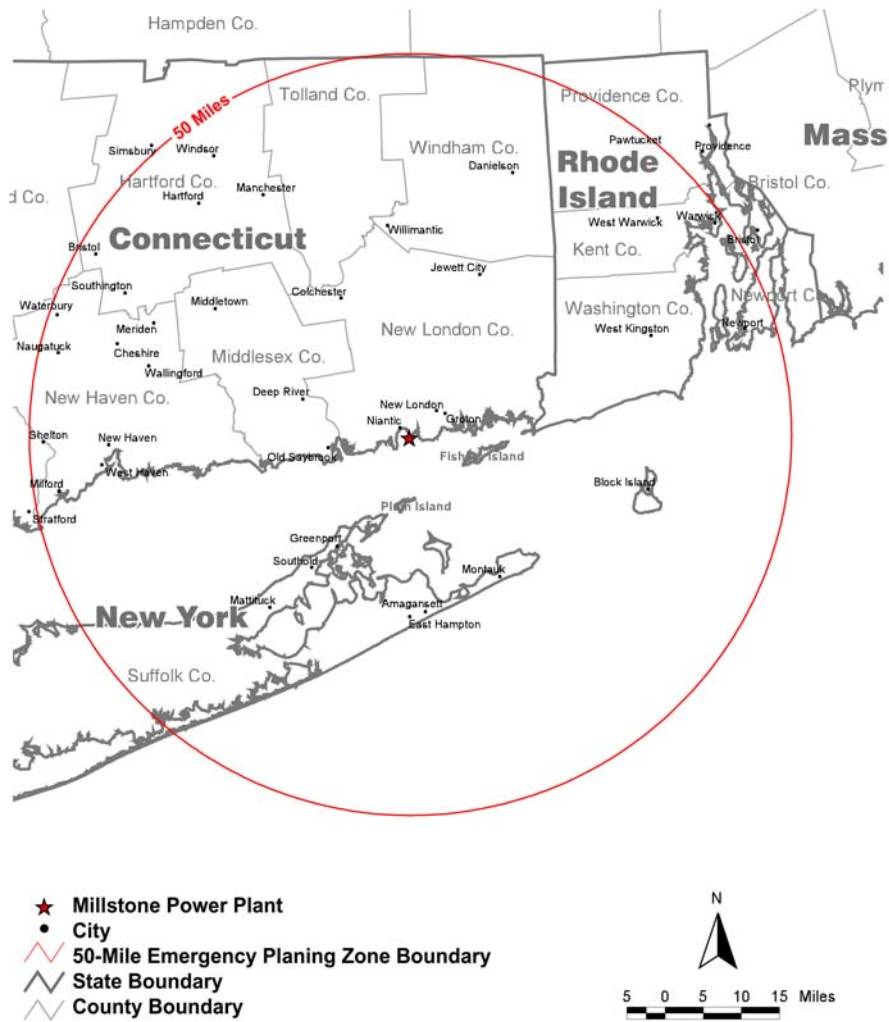 Hampden Co.
Tolland Co.
50 Miles
Providence Co.
Plym
Simsbury
Windsor
Windham Co.
Pawtucket
Providence
Mass
Danielson
Rhode
Island
Hartford Co.
Manchester
Bristol Co.
d Co.
Hartford
West Warwick
Warwick
Connecticut
Willimantic
Bristol
Bristol
Kent Co.
Jewett City
Southington
Colchester
Newport Co.
Waterbury
Middletown
Washington Co.
Meriden
New London Co.
West Kingston
Newport
Naugatuck
Cheshire
Middlesex Co.
Wallingford
Deep River
New Haven Co.
New London
Groton
Niantic
Shelton
New Haven
Old Saybrook
Fisher Island
West Haven
Milford
Block Island
Stratford
Plum Island
Greenport
Southold
Montauk
Mattituck
Amagansett
New York
East Hampton
Suffolk Co.
Millstone Power Plant
City
50-Mile Emergency Planing Zone Boundary
State Boundary
County Boundary
N
5 0 5 10 15 Miles